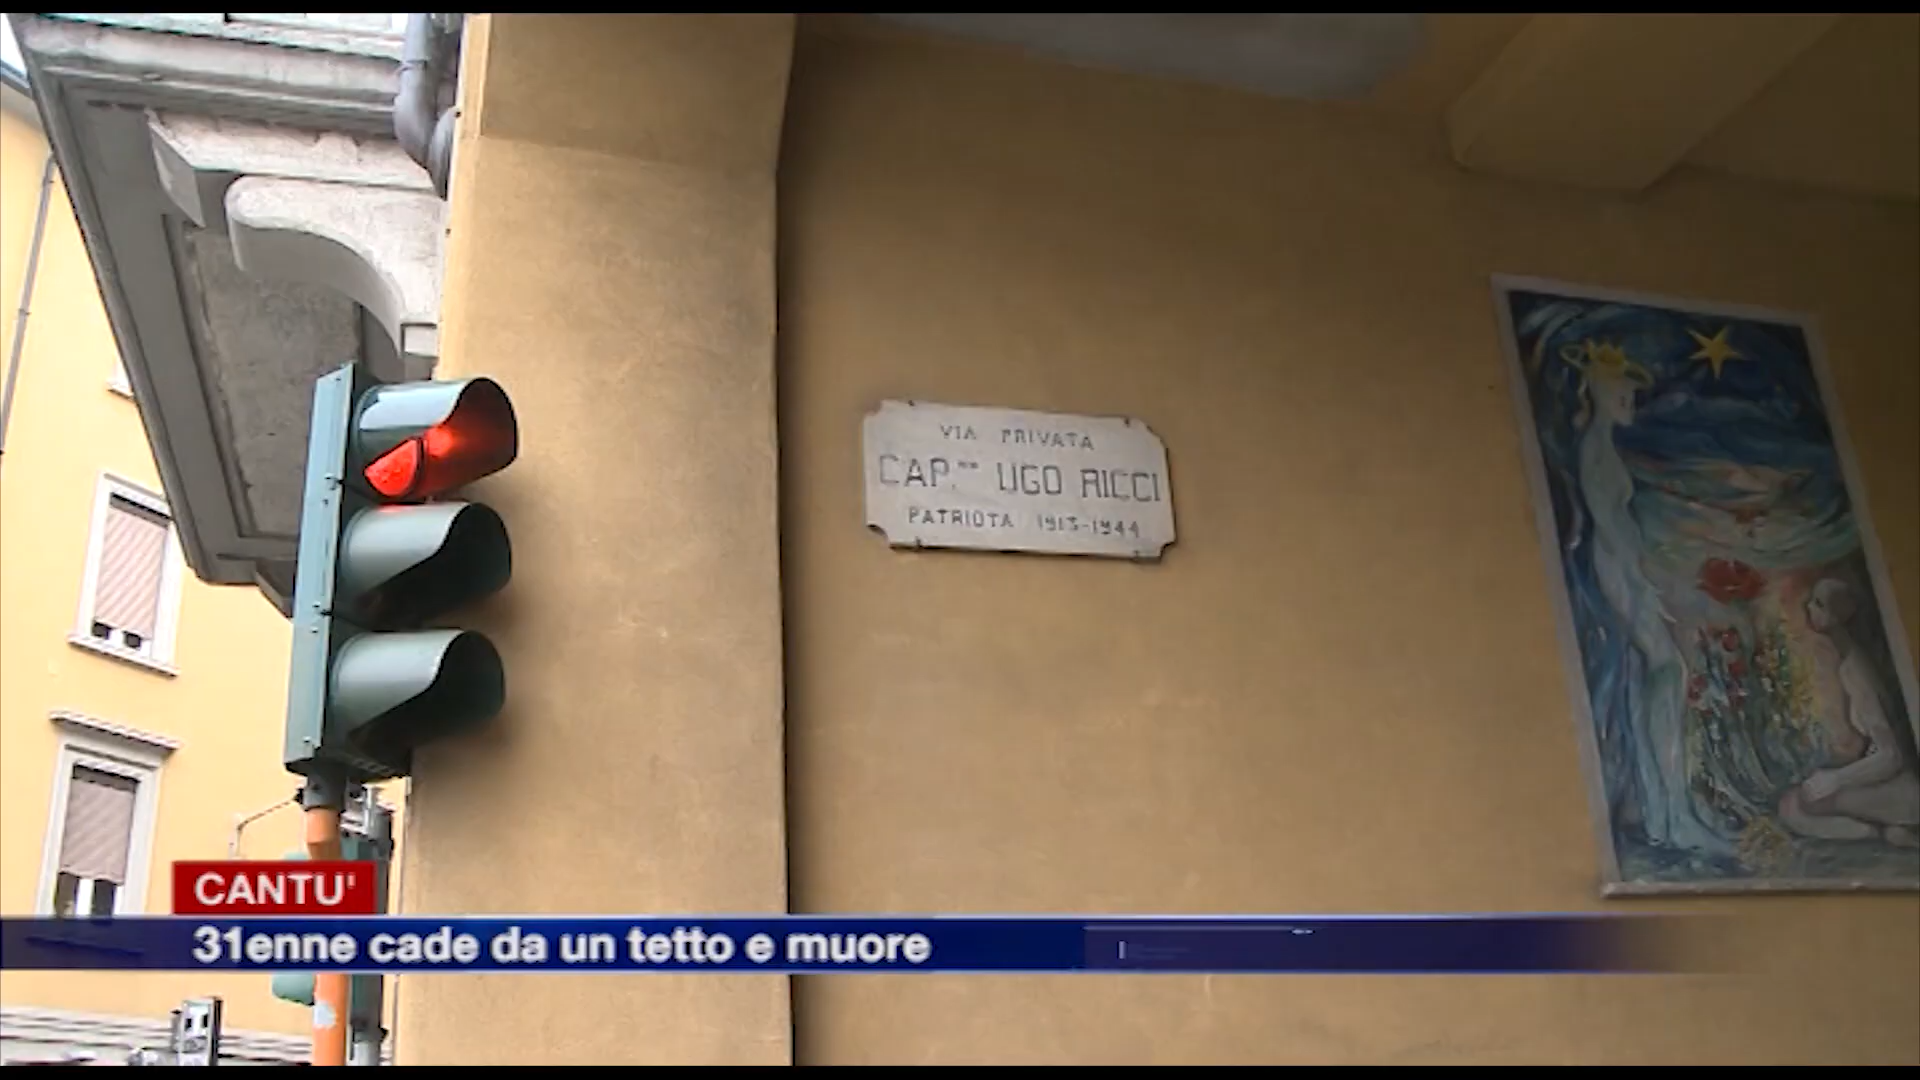 VIA PRIVATA
CAP.NO UGO RICCI
PATRIOTA 1913-1944
CANTU'
31enne cade da un tetto e muore